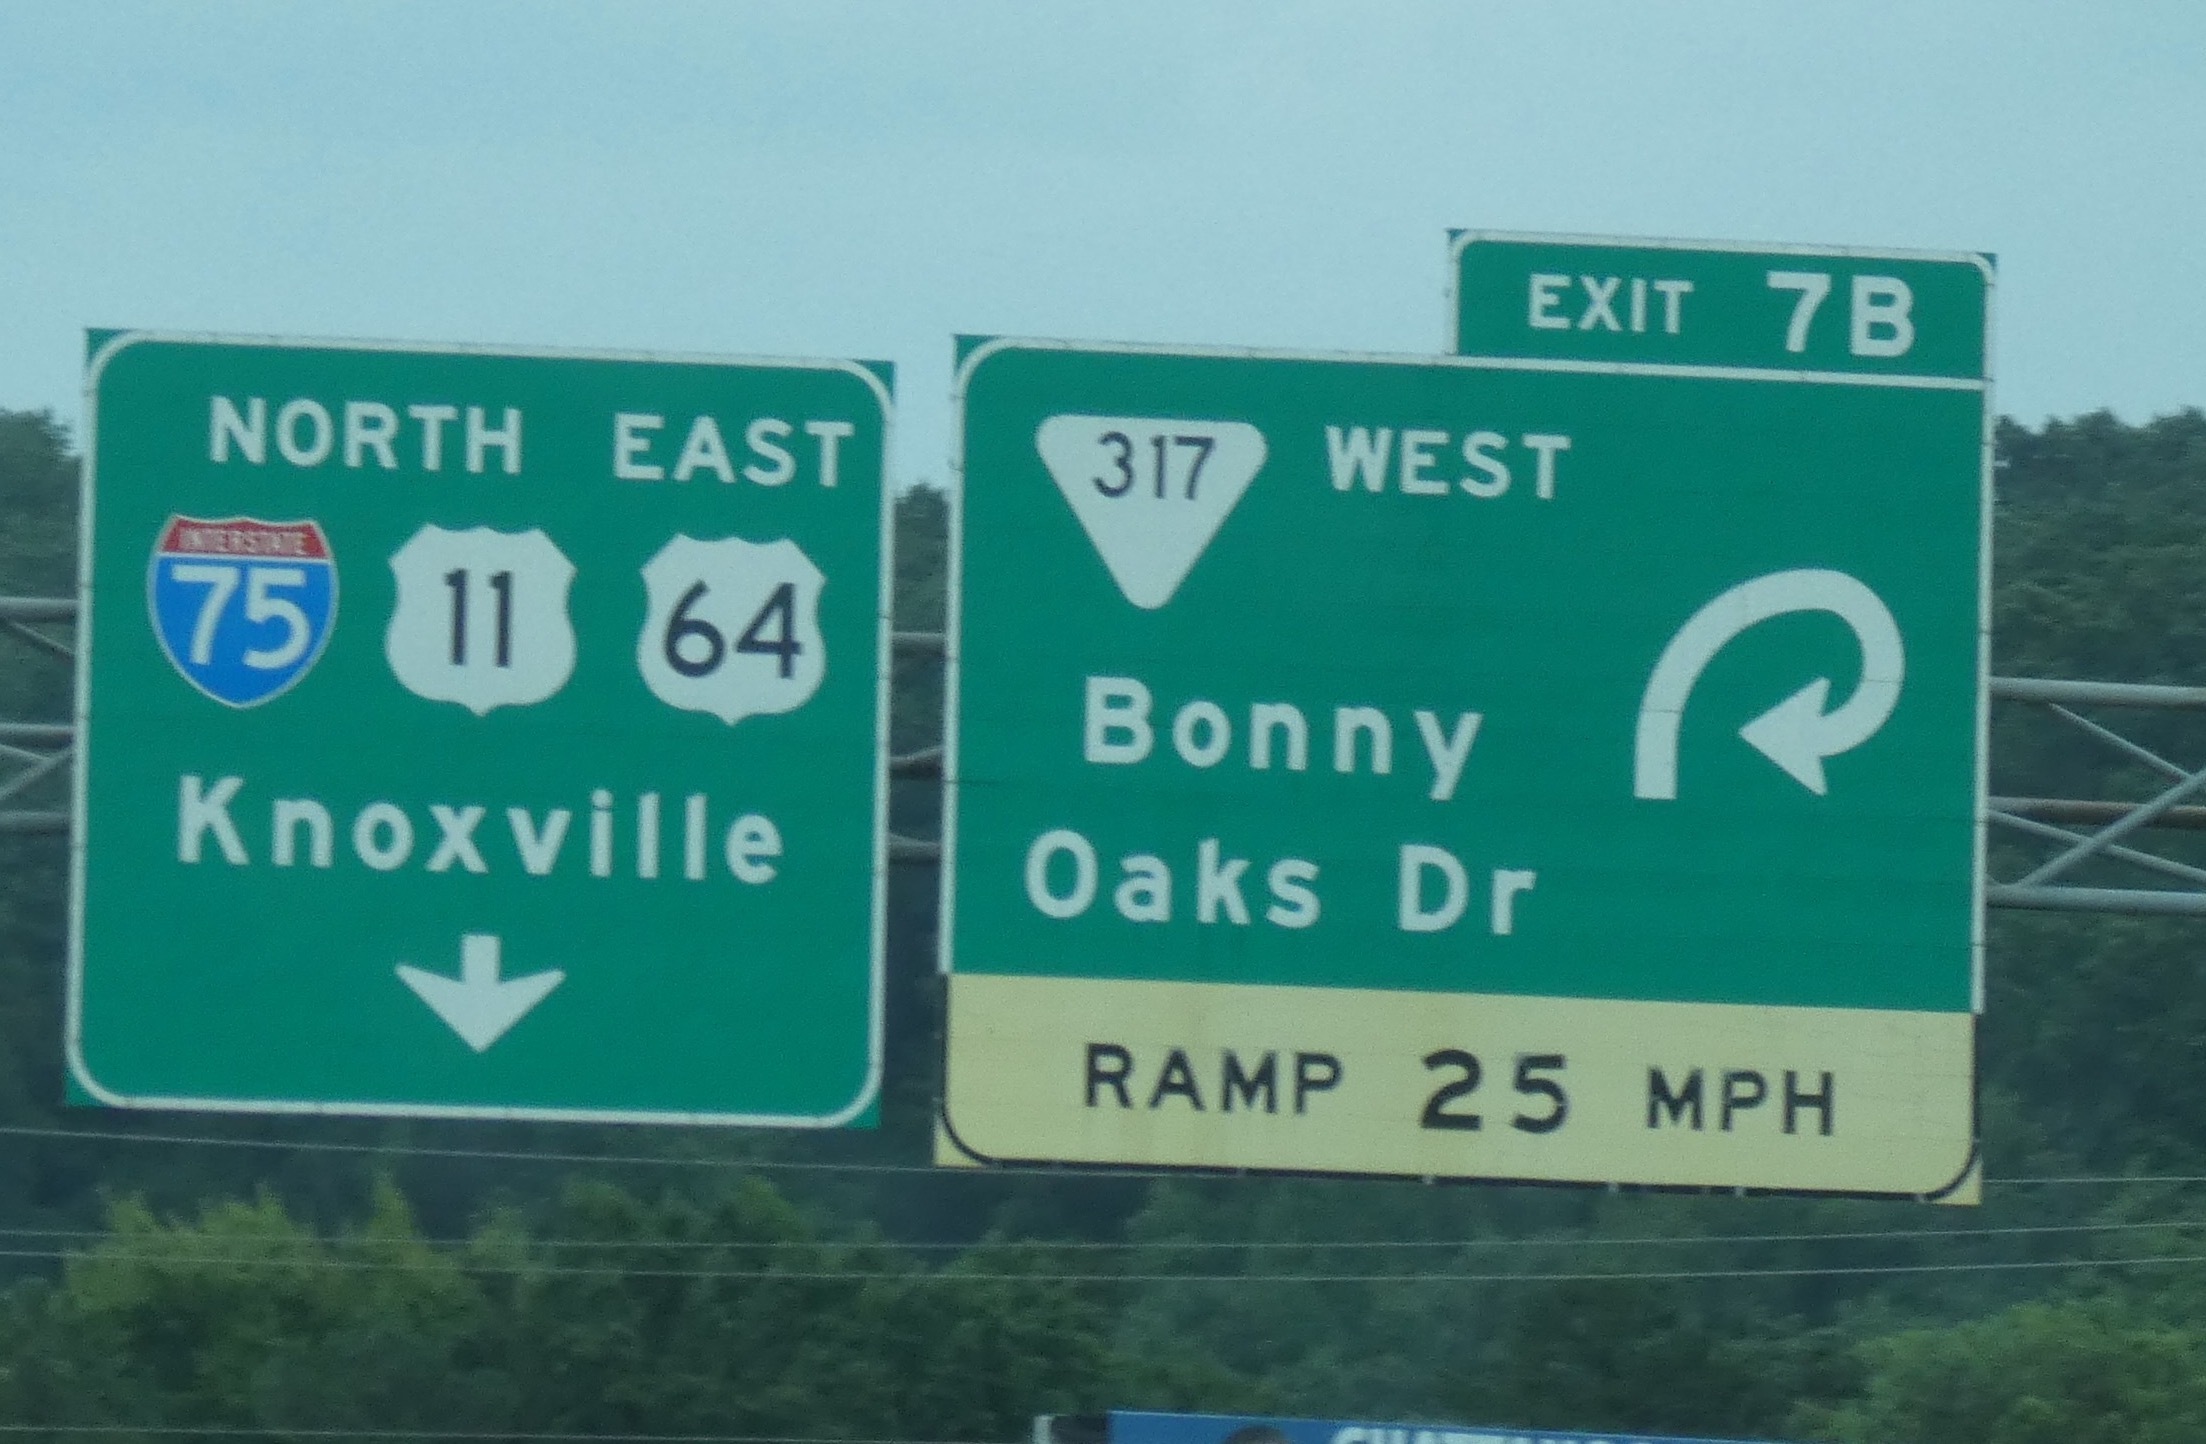 NORTH EAST
INTERSTATE
75 11 64
Knoxville
EXIT 7B
317 WEST
Bonny
Oaks Dr
RAMP 25 MPH